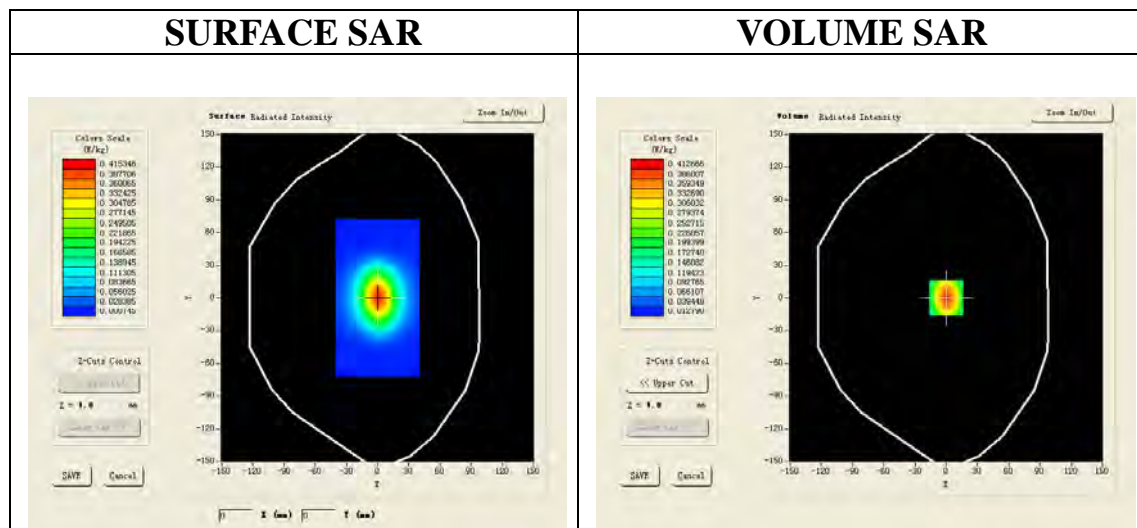 SURFACE SAR
VOLUME SAR
Surface Radiated Intensity
Zoom In/Out
Colors Scale
(W/kg)
0.415346
0.387706
0.360065
0.332425
0.304785
0.277145
0.249505
0.221865
0.194225
0.166585
0.138945
0.111305
0.083665
0.056025
0.028385
0.000745
150
120
90
60
30
0
-30
-60
-90
-120
-150
Y
-150 -120 -90 -60 -30 0 30 60 90 120 150
Z-Cuts Control
mm
SAVE
Cancel
0 X (mm) 0 Y (mm)
Volume Radiated Intensity
Zoom In/Out
Colors Scale
(W/kg)
0.412666
0.386007
0.359349
0.332690
0.306032
0.279374
0.252715
0.226057
0.199399
0.172740
0.146082
0.119423
0.092765
0.066107
0.039448
0.012790
150
120
90
60
30
0
-30
-60
-90
-120
-150
Y
-150 -120 -90 -60 -30 0 30 60 90 120 150
Z-Cuts Control
<< Upper Cut
mm
SAVE
Cancel